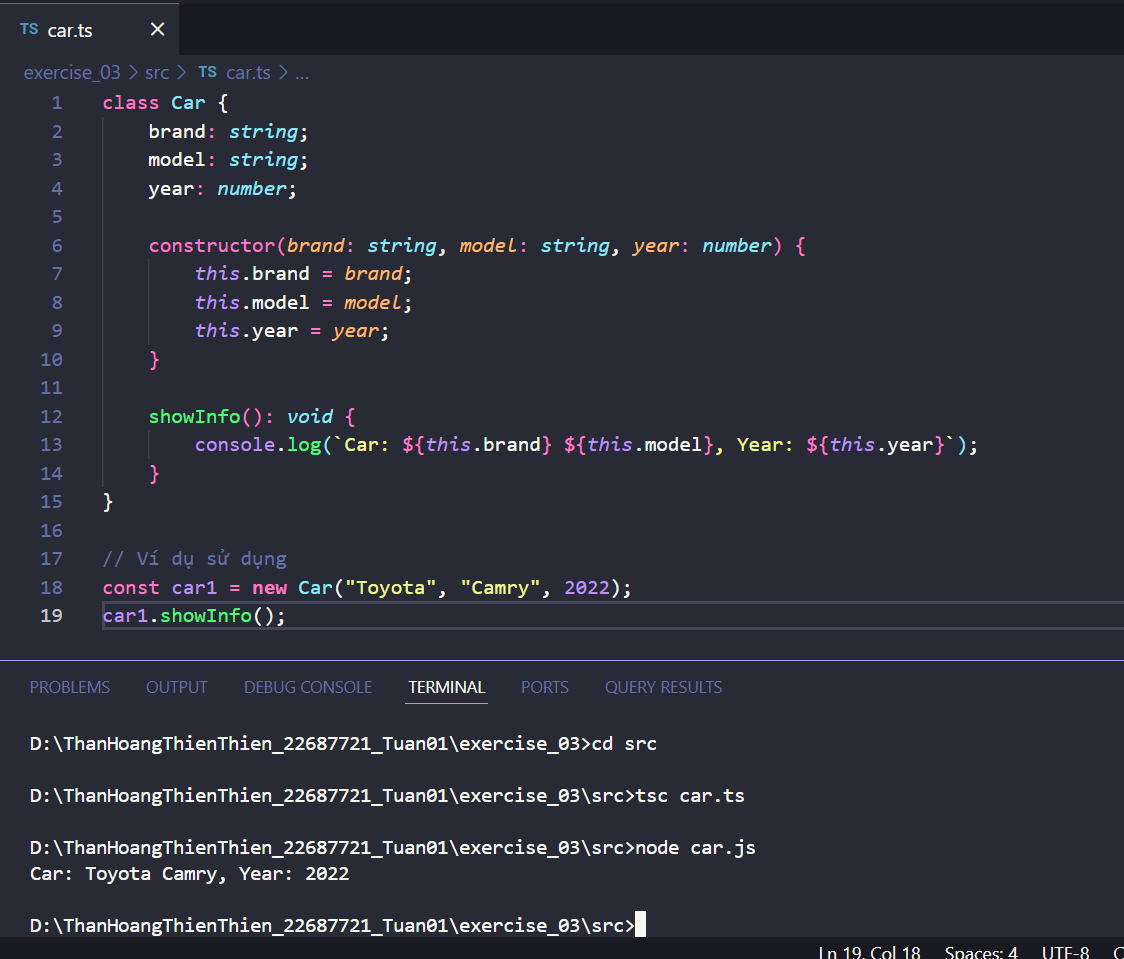 TS car.ts ×
exercise_03 > src > TS car.ts > ...
1 class Car {
2     brand: string;
3     model: string;
4     year: number;
5
6     constructor(brand: string, model: string, year: number) {
7         this.brand = brand;
8         this.model = model;
9         this.year = year;
10     }
11
12     showInfo(): void {
13         console.log(`Car: ${this.brand} ${this.model}, Year: ${this.year}`);
14     }
15 }
16
17 // Ví dụ sử dụng
18 const car1 = new Car("Toyota", "Camry", 2022);
19 car1.showInfo();
PROBLEMS OUTPUT DEBUG CONSOLE TERMINAL PORTS QUERY RESULTS
D:\ThanHoangThienThien_22687721_Tuan01\exercise_03>cd src
D:\ThanHoangThienThien_22687721_Tuan01\exercise_03\src>tsc car.ts
D:\ThanHoangThienThien_22687721_Tuan01\exercise_03\src>node car.js
Car: Toyota Camry, Year: 2022
D:\ThanHoangThienThien_22687721_Tuan01\exercise_03\src>
Ln 19, Col 18 Spaces: 4 UTF-8